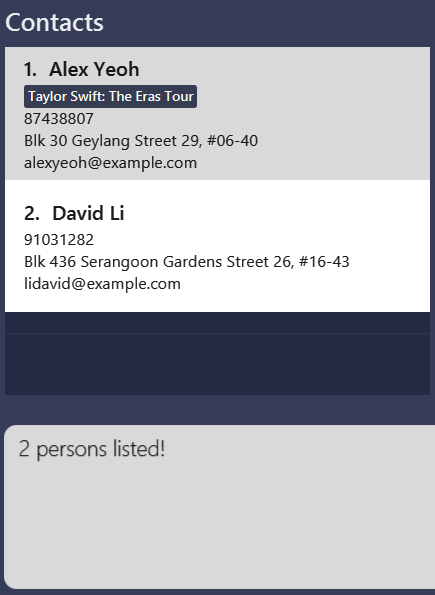 Contacts
1. Alex Yeoh
Taylor Swift: The Eras Tour
87438807
Blk 30 Geylang Street 29, #06-40
alexyeoh@example.com
2. David Li
91031282
Blk 436 Serangoon Gardens Street 26, #16-43
lidavid@example.com
2 persons listed!